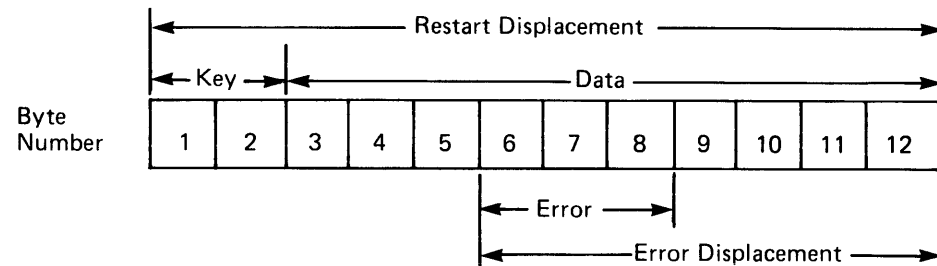 Restart Displacement
Key Data
Byte
Number 1 2 3 4 5 6 7 8 9 10 11 12
Error
Error Displacement